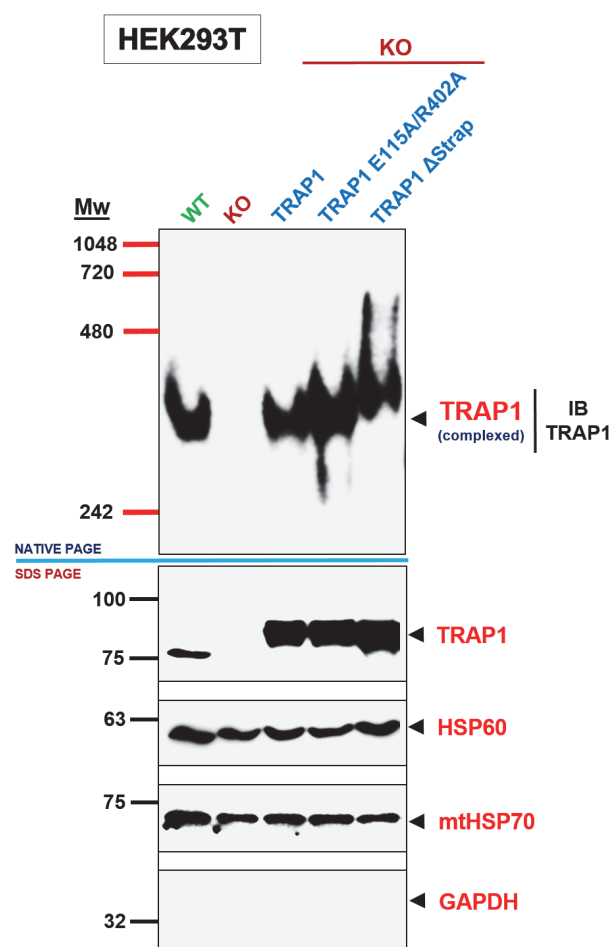 HEK293T
KO
WT
KO
TRAP1
TRAP1 E115A/R402A
TRAP1 ΔStrap
Mw
1048
720
480
242
TRAP1
(complexed)
IB
TRAP1
NATIVE PAGE
SDS PAGE
100
75
TRAP1
63
HSP60
75
mtHSP70
GAPDH
32